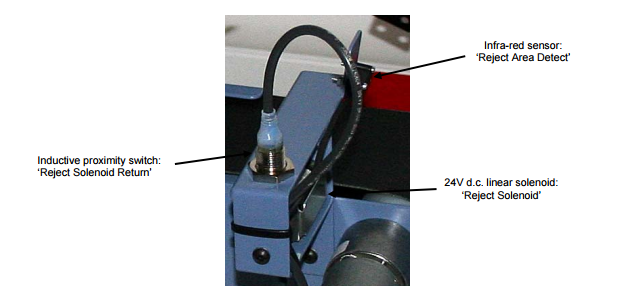 Infra-red sensor:
‘Reject Area Detect’
Inductive proximity switch:
‘Reject Solenoid Return’
24V d.c. linear solenoid:
‘Reject Solenoid’